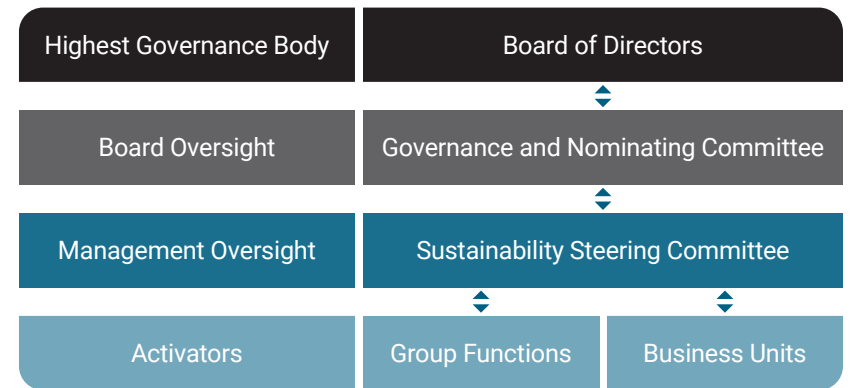 Highest Governance Body
Board of Directors
Board Oversight
Governance and Nominating Committee
Management Oversight
Sustainability Steering Committee
Activators
Group Functions
Business Units